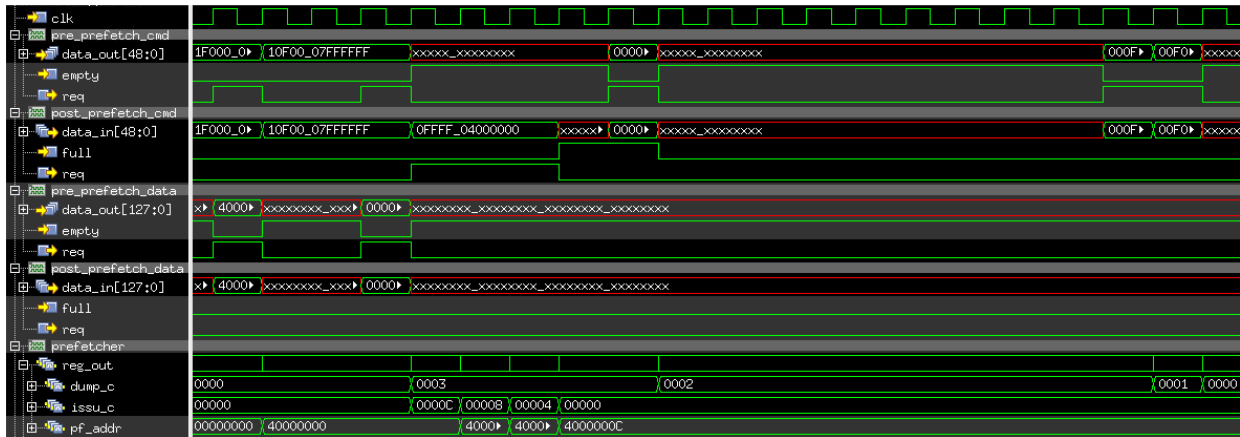 clk
pre_prefetch_cmd
data_out[48:0] 1F000_0 10F00_07FFFFFF xxxxx_xxxxxxxx 0000 xxxxx_xxxxxxxx 000F 00F0 xxxxx
empty
req
post_prefetch_cmd
data_in[48:0] 1F000_0 10F00_07FFFFFF 0FFFF_04000000 xxxxx 0000 xxxxx_xxxxxxxx 000F 00F0 xxxxx
full
req
pre_prefetch_data
data_out[127:0] x 4000 xxxxxxxx_xxx 0000 xxxxxxxx_xxxxxxxx_xxxxxxxx_xxxxxxxx
empty
req
post_prefetch_data
data_in[127:0] x 4000 xxxxxxxx_xxx 0000 xxxxxxxx_xxxxxxxx_xxxxxxxx_xxxxxxxx
full
req
prefetcher
reg_out
dump_c 0000 0003 0002 0001 0000
issu_c 00000 0000C 00008 00004 00000
pf_addr 00000000 40000000 4000 4000 4000000C